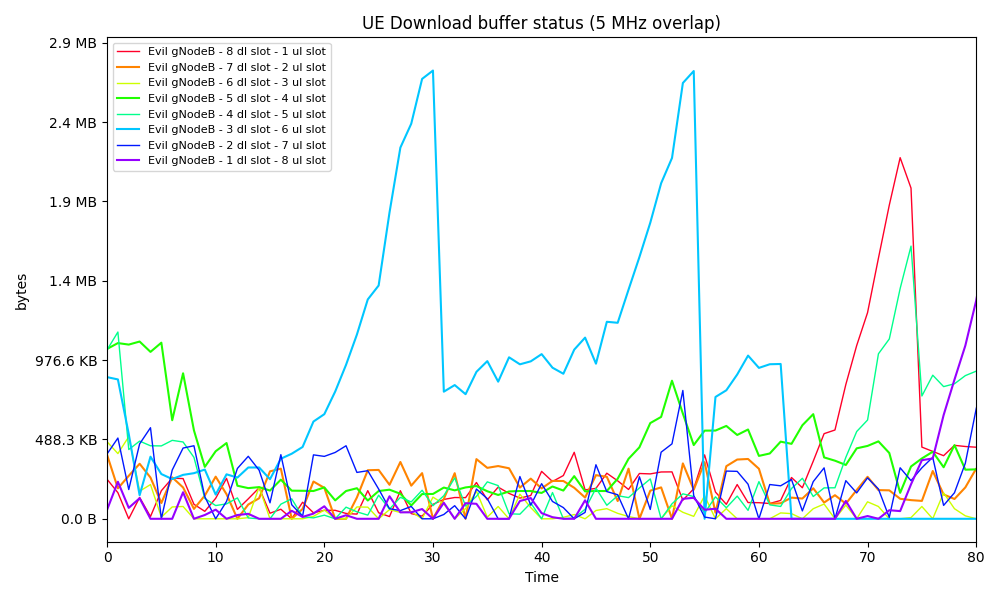 UE Download buffer status (5 MHz overlap)
2.9 MB
2.4 MB
1.9 MB
1.4 MB
976.6 KB
488.3 KB
0.0 B
bytes
Evil gNodeB - 8 dl slot - 1 ul slot
Evil gNodeB - 7 dl slot - 2 ul slot
Evil gNodeB - 6 dl slot - 3 ul slot
Evil gNodeB - 5 dl slot - 4 ul slot
Evil gNodeB - 4 dl slot - 5 ul slot
Evil gNodeB - 3 dl slot - 6 ul slot
Evil gNodeB - 2 dl slot - 7 ul slot
Evil gNodeB - 1 dl slot - 8 ul slot
0 10 20 30 40 50 60 70 80
Time